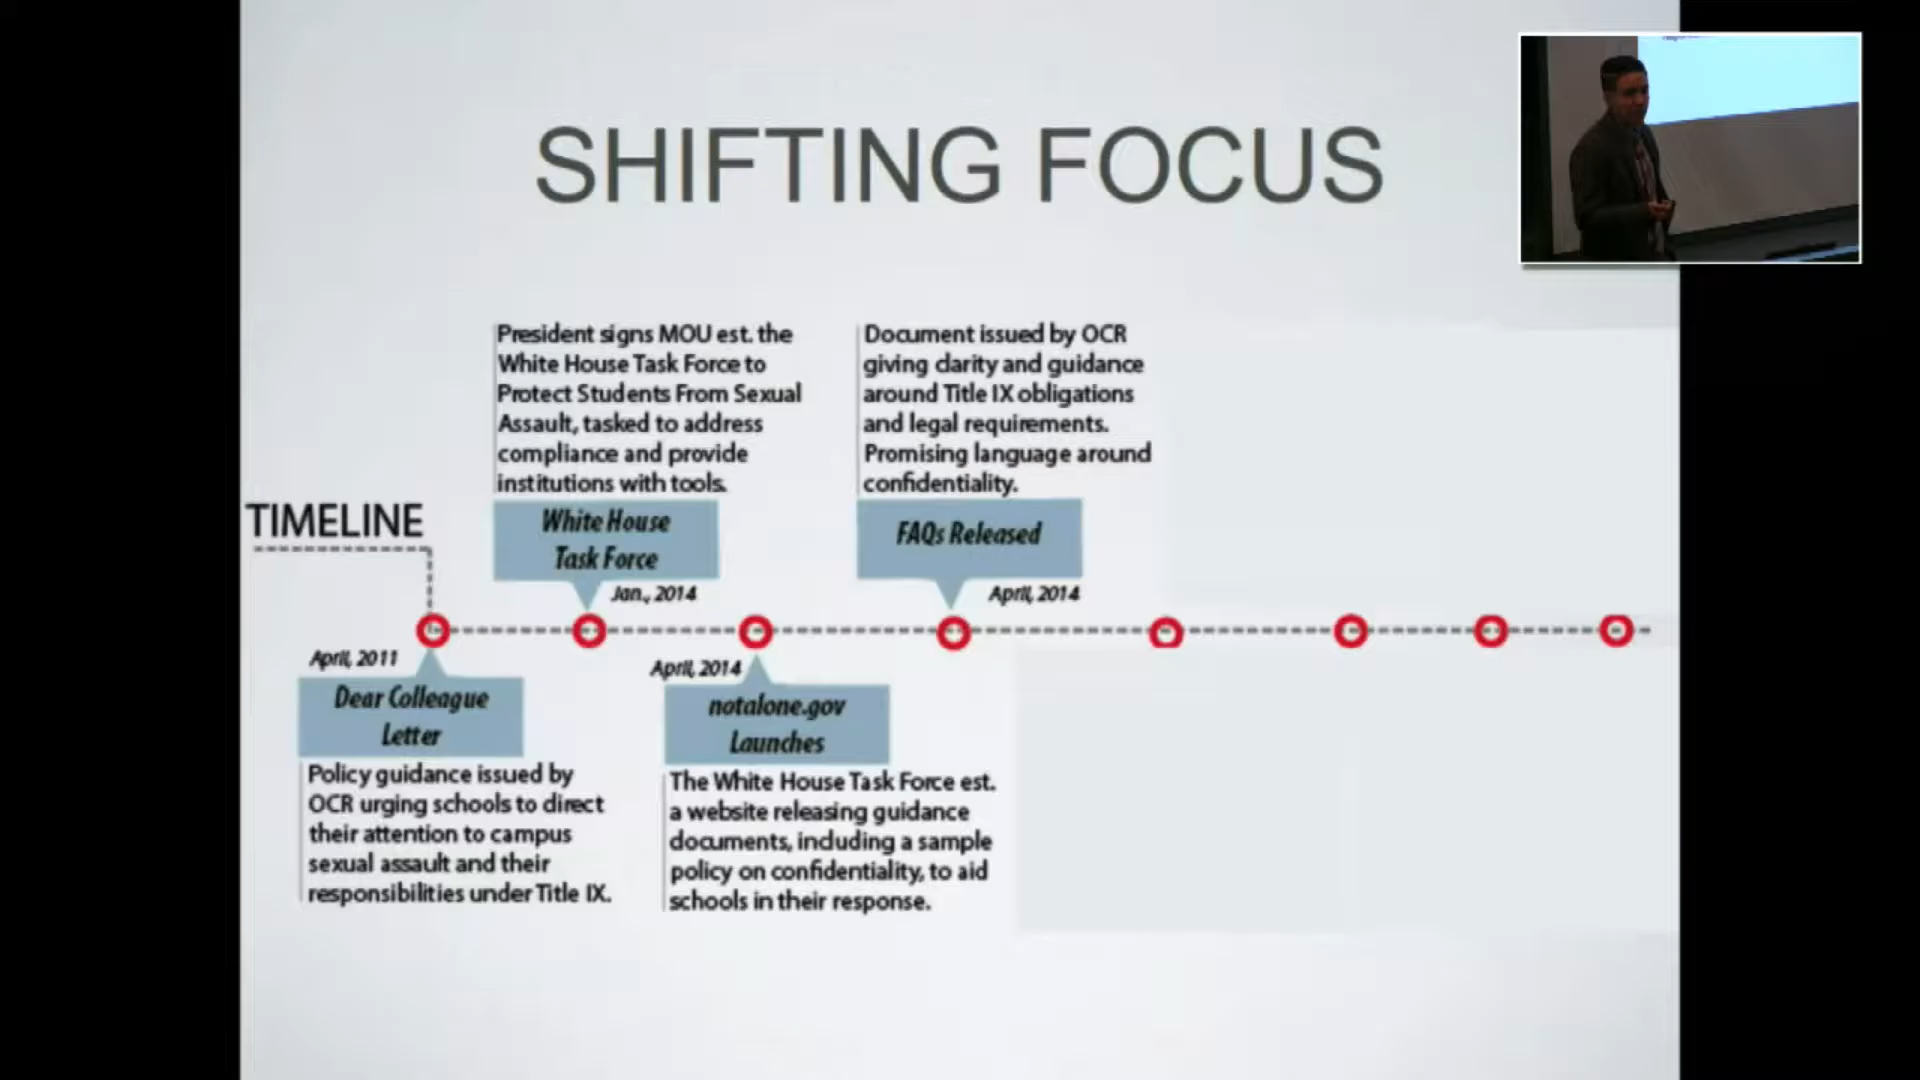 SHIFTING FOCUS
President signs MOU est. the
White House Task Force to
Protect Students From Sexual
Assault, tasked to address
compliance and provide
institutions with tools.
Document issued by OCR
giving clarity and guidance
around Title IX obligations
and legal requirements.
Promising language around
confidentiality.
TIMELINE
White House
Task Force
Jan., 2014
FAQs Released
April, 2014
April, 2011
Dear Colleague
Letter
Policy guidance issued by
OCR urging schools to direct
their attention to campus
sexual assault and their
responsibilities under Title IX.
April, 2014
notalone.gov
Launches
The White House Task Force est.
a website releasing guidance
documents, including a sample
policy on confidentiality, to aid
schools in their response.